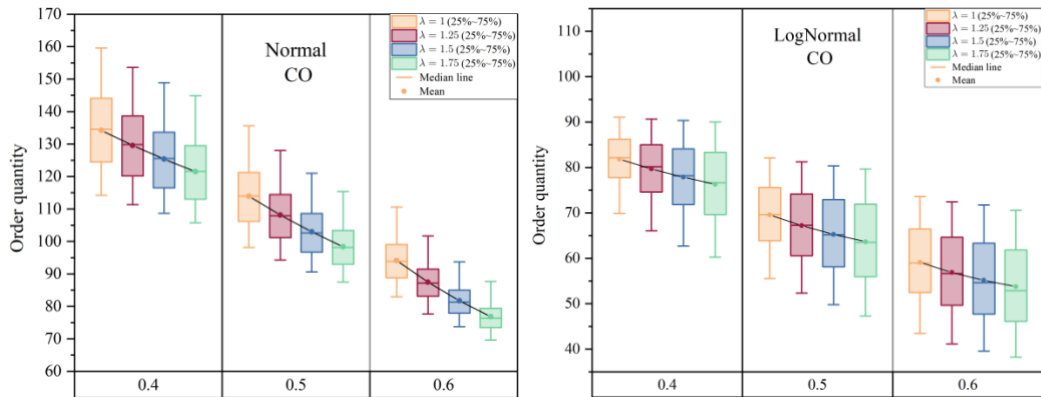 170
160
150
140
130
120
110
100
90
80
70
60
Order quantity
Normal
CO
λ = 1 (25%~75%)
λ = 1.25 (25%~75%)
λ = 1.5 (25%~75%)
λ = 1.75 (25%~75%)
Median line
Mean
0.4 0.5 0.6
110
100
90
80
70
60
50
40
Order quantity
LogNormal
CO
λ = 1 (25%~75%)
λ = 1.25 (25%~75%)
λ = 1.5 (25%~75%)
λ = 1.75 (25%~75%)
Median line
Mean
0.4 0.5 0.6